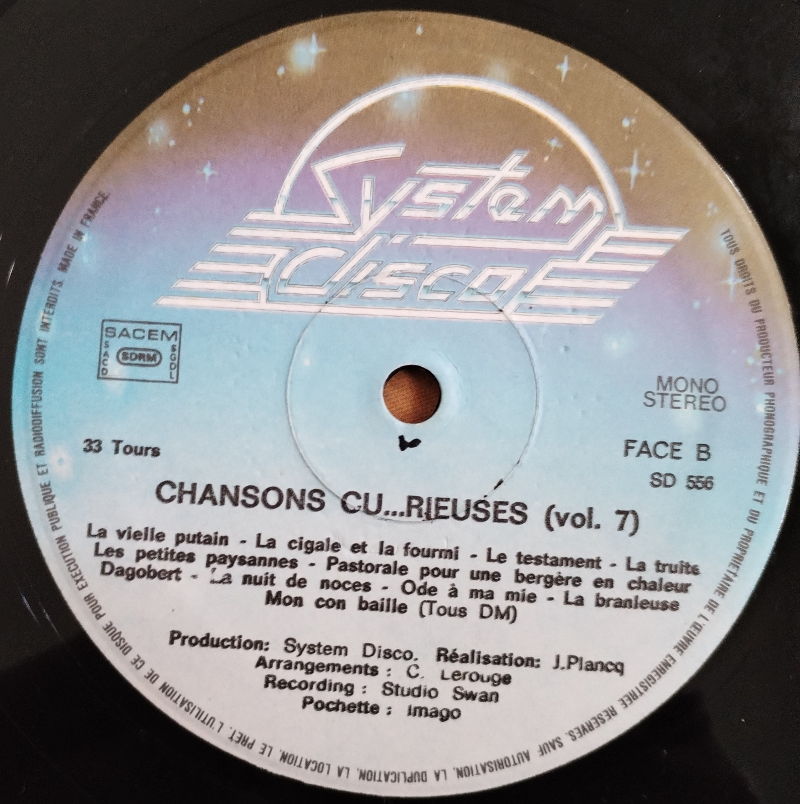 System
disco
SACEM
SACD
SDRM
SGDL
MONO
STEREO
33 Tours
FACE B
SD 556
CHANSONS CU...RIEUSES (vol. 7)
La vielle putain - La cigale et la fourmi - Le testament - La truite
Les petites paysannes - Pastorale pour une bergère en chaleur
Dagobert - La nuit de noces - Ode à ma mie - La branleuse
Mon con baille (Tous DM)
Production: System Disco. Réalisation: J.Plancq
Arrangements : C. Lerouge
Recording : Studio Swan
Pochette : Imago
TOUS DROITS DU PRODUCTEUR PHONOGRAPHIQUE ET DU PROPRIETAIRE DE L'ŒUVRE ENREGISTREE RESERVES. SAUF AUTORISATION, LA DUPLICATION, LA LOCATION, LE PRET, L'UTILISATION DE CE DISQUE POUR EXECUTION PUBLIQUE ET RADIODIFFUSION SONT INTERDITS. MADE IN FRANCE